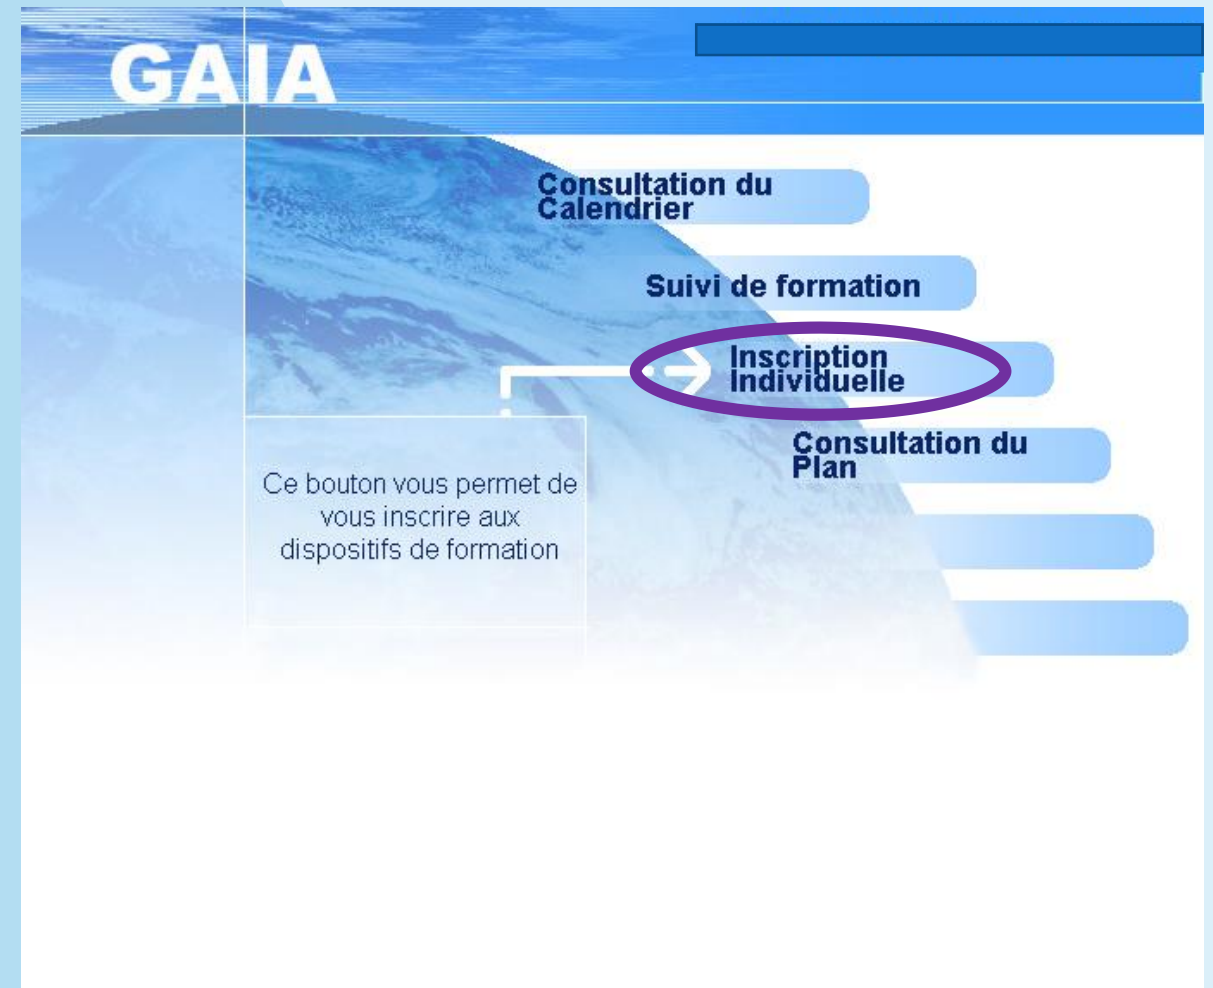 GAIA
Consultation du
Calendrier
Suivi de formation
Inscription
Individuelle
Consultation du
Plan
Ce bouton vous permet de
vous inscrire aux
dispositifs de formation